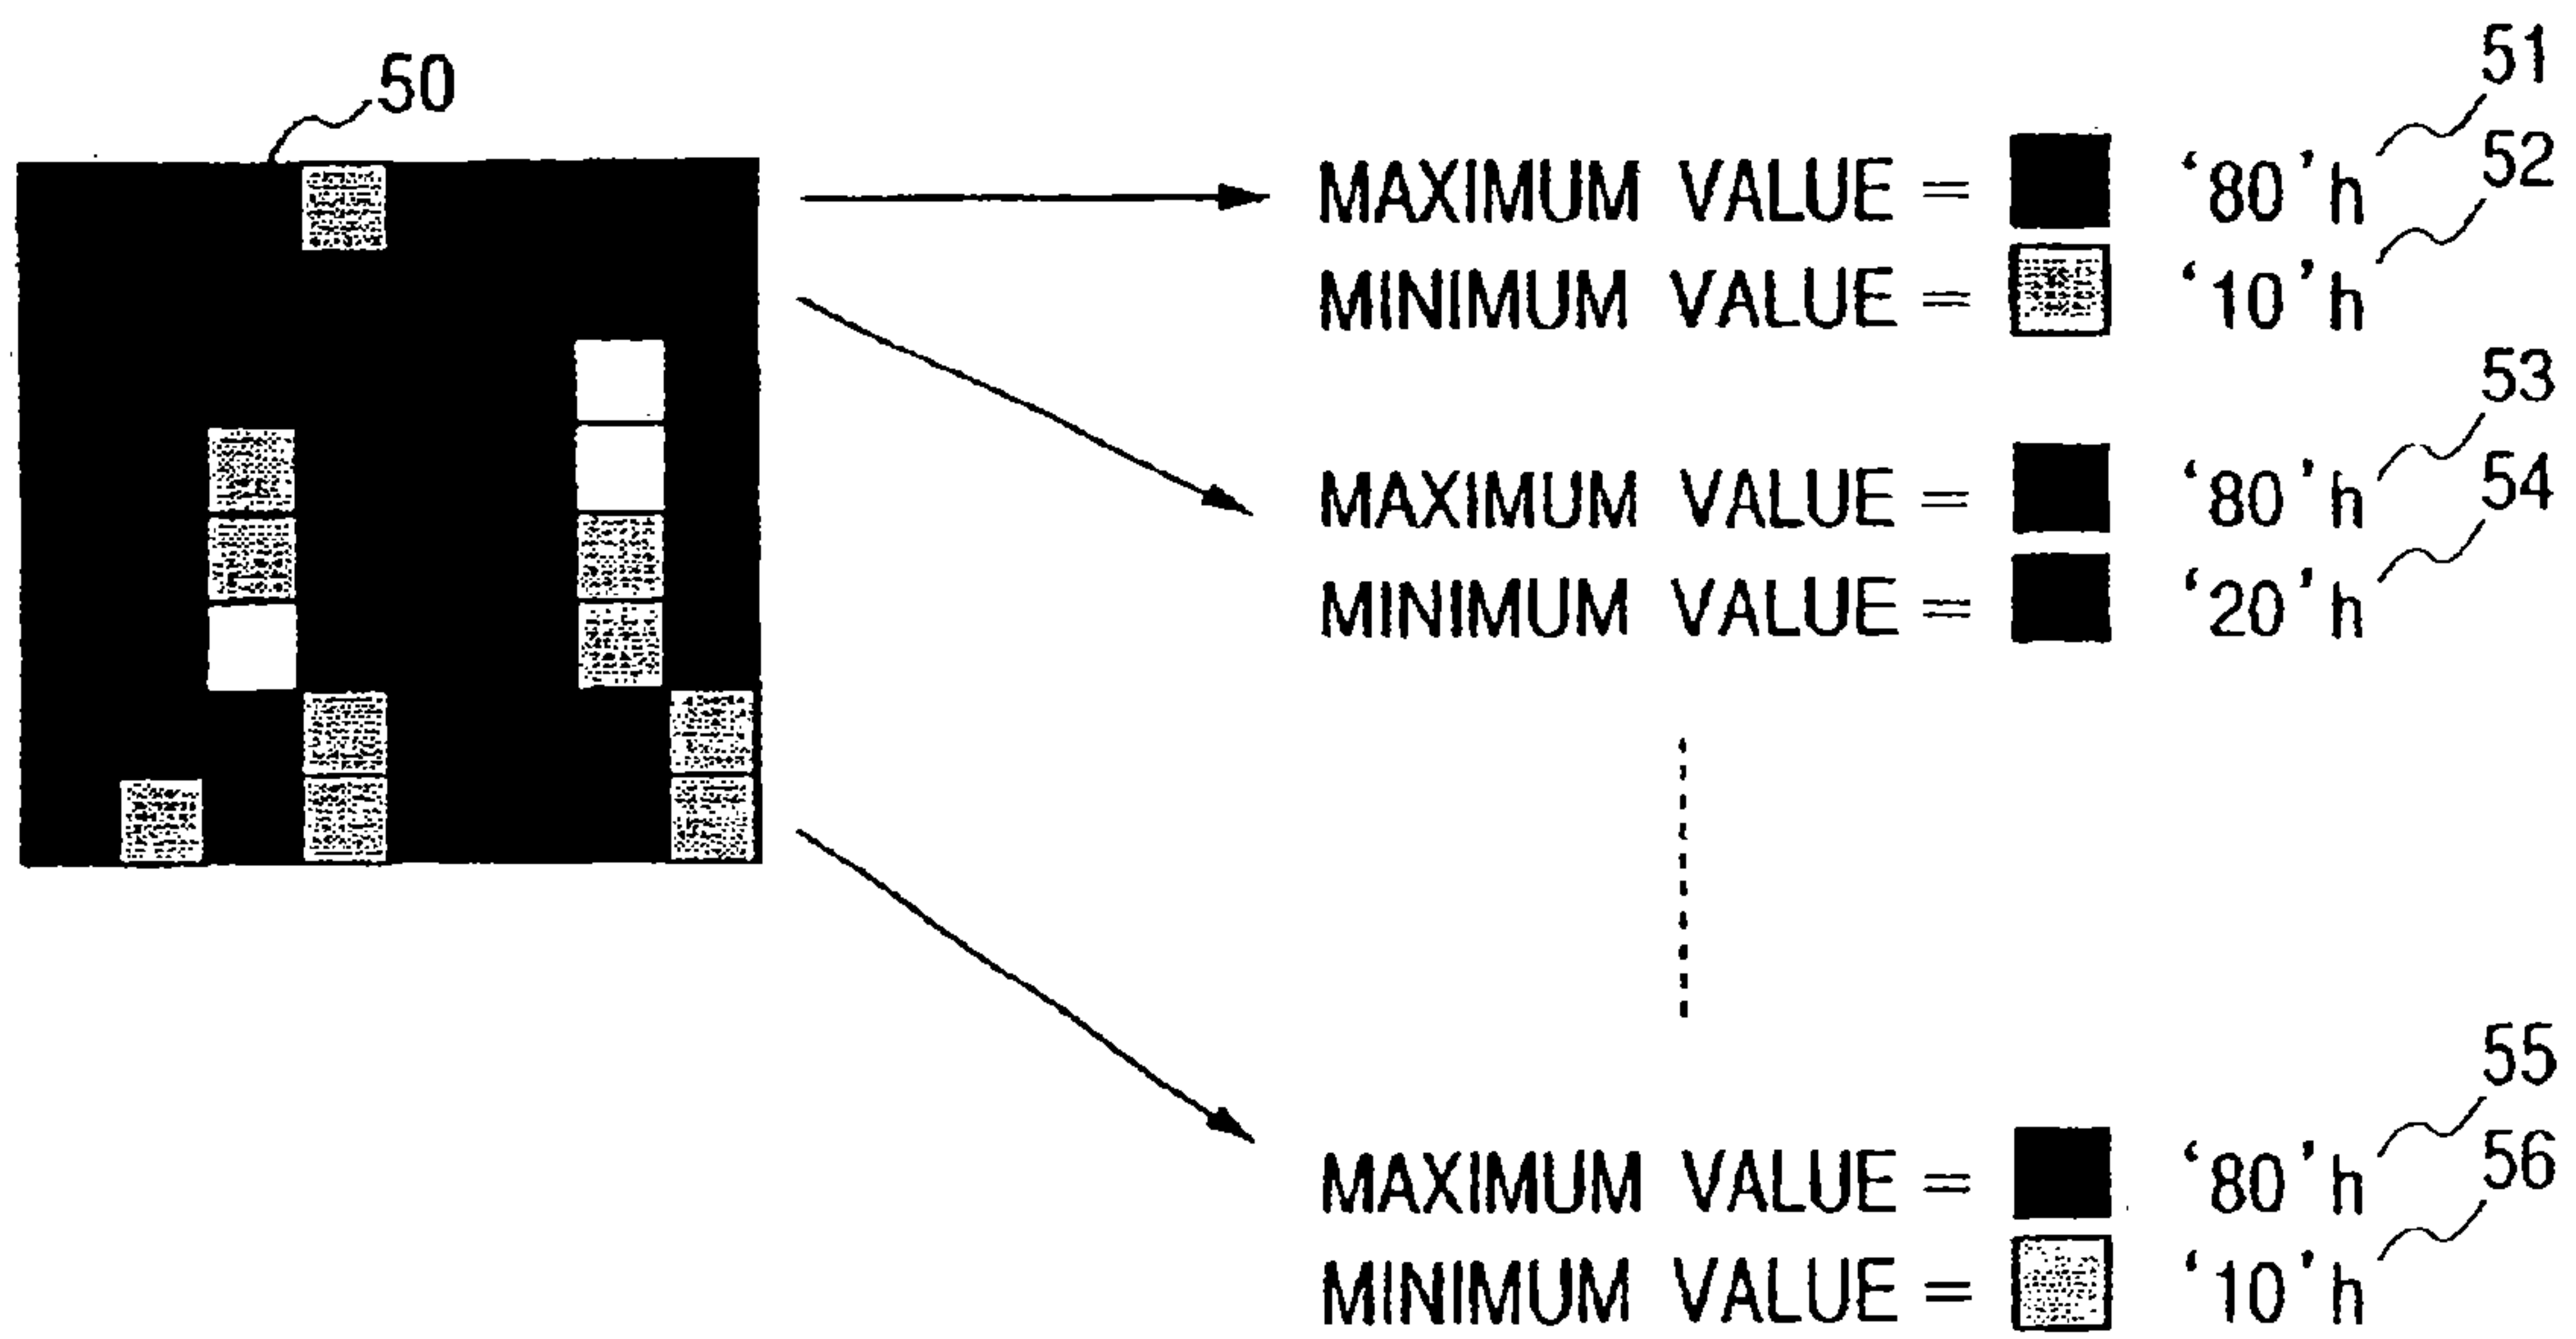 50
51
MAXIMUM VALUE = ‘80’h
52
MINIMUM VALUE = ‘10’h
53
MAXIMUM VALUE = ‘80’h
54
MINIMUM VALUE = ‘20’h
55
MAXIMUM VALUE = ‘80’h
56
MINIMUM VALUE = ‘10’h